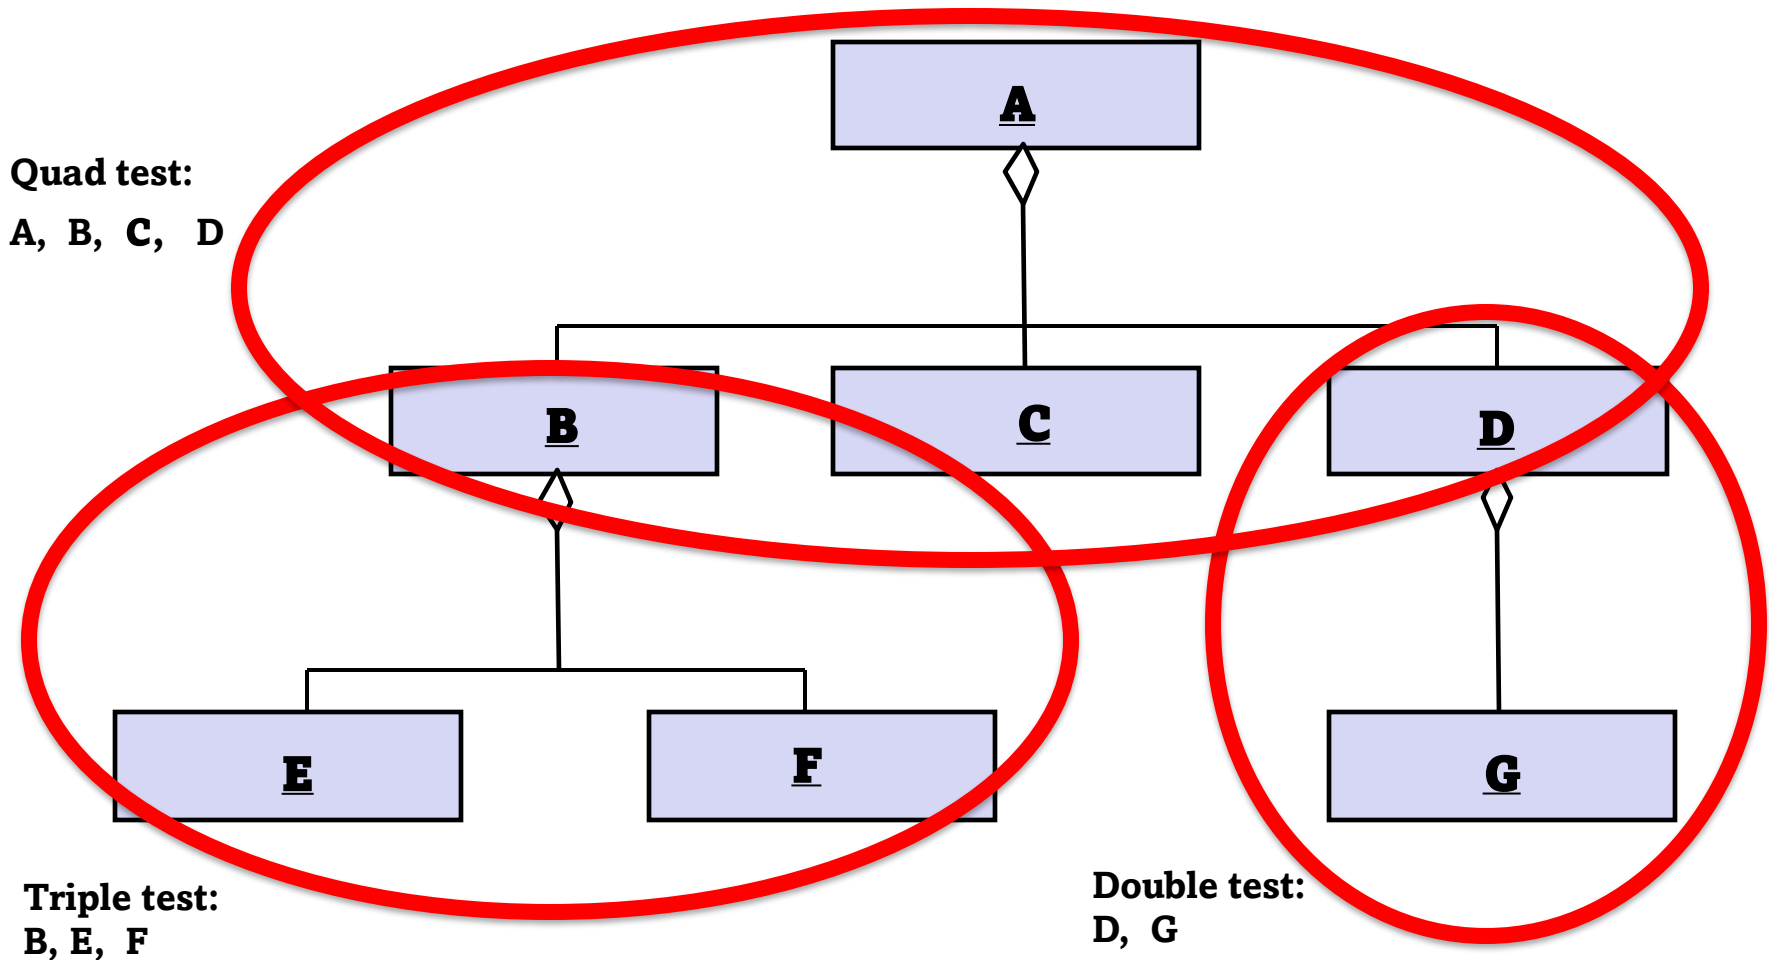 A
Quad test:
A, B, C, D
B
C
D
E
F
G
Triple test:
B, E, F
Double test:
D, G